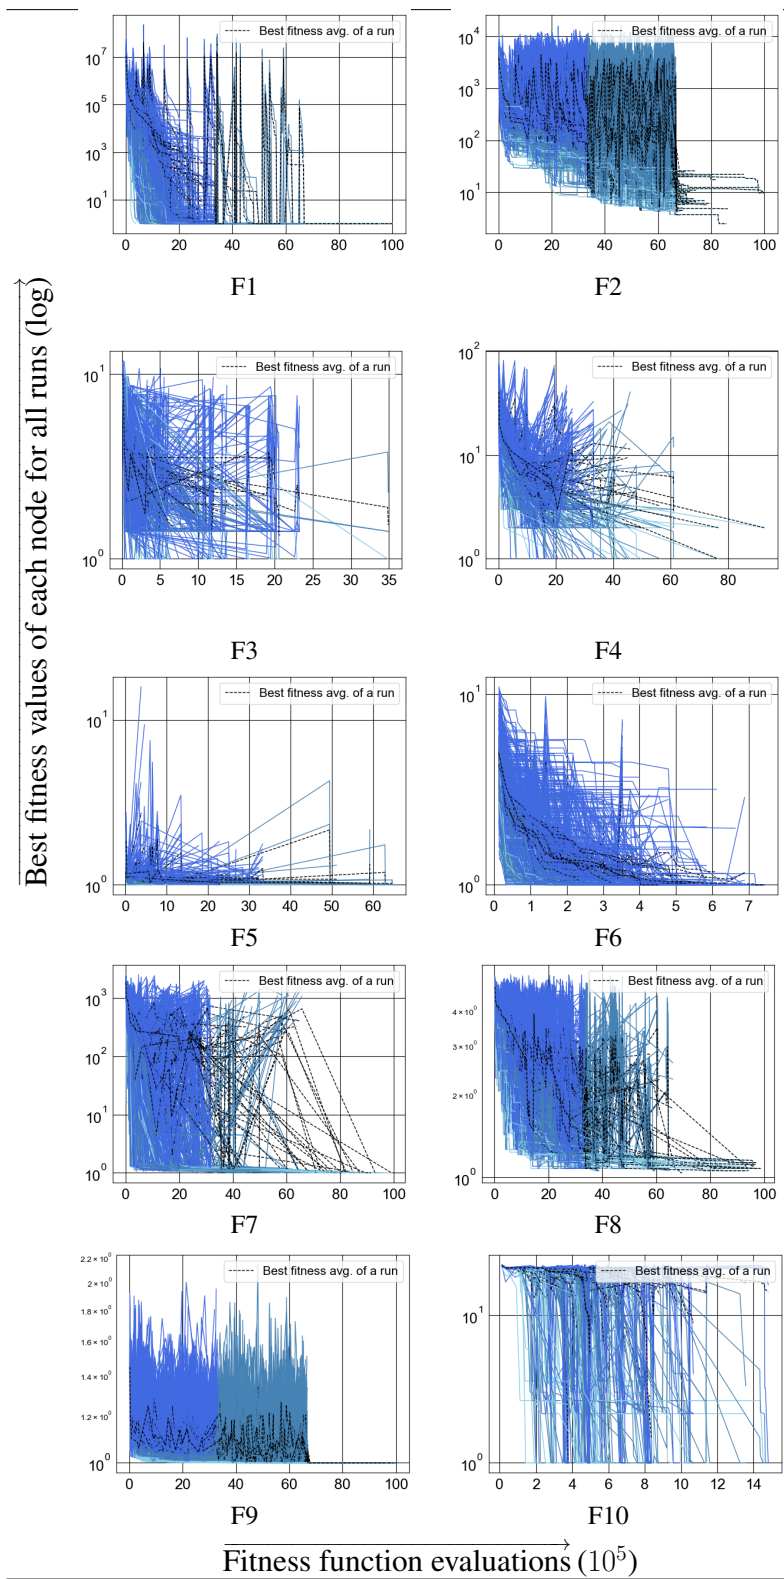 Best fitness values of each node for all runs (log)
Best fitness avg. of a run
10^7
10^5
10^3
10^1
0 20 40 60 80 100
F1
Best fitness avg. of a run
10^4
10^3
10^2
10^1
0 20 40 60 80 100
F2
Best fitness avg. of a run
10^1
10^0
0 5 10 15 20 25 30 35
F3
Best fitness avg. of a run
10^2
10^1
10^0
0 20 40 60 80
F4
Best fitness avg. of a run
10^1
10^0
0 10 20 30 40 50 60
F5
Best fitness avg. of a run
10^1
10^0
1 2 3 4 5 6 7
F6
Best fitness avg. of a run
10^3
10^2
10^1
10^0
0 20 40 60 80 100
F7
Best fitness avg. of a run
4 × 10^0
3 × 10^0
2 × 10^0
10^0
0 20 40 60 80 100
F8
Best fitness avg. of a run
2.2 × 10^0
2 × 10^0
1.8 × 10^0
1.6 × 10^0
1.4 × 10^0
1.2 × 10^0
10^0
0 20 40 60 80 100
F9
Best fitness avg. of a run
10^1
10^0
2 4 6 8 10 12 14
F10
Fitness function evaluations (10^5)